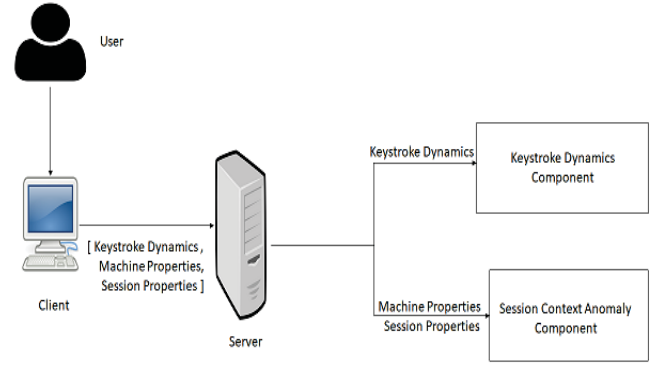 User
Client
[ Keystroke Dynamics ,
Machine Properties,
Session Properties ]
Server
Keystroke Dynamics
Keystroke Dynamics
Component
Machine Properties
Session Properties
Session Context Anomaly
Component